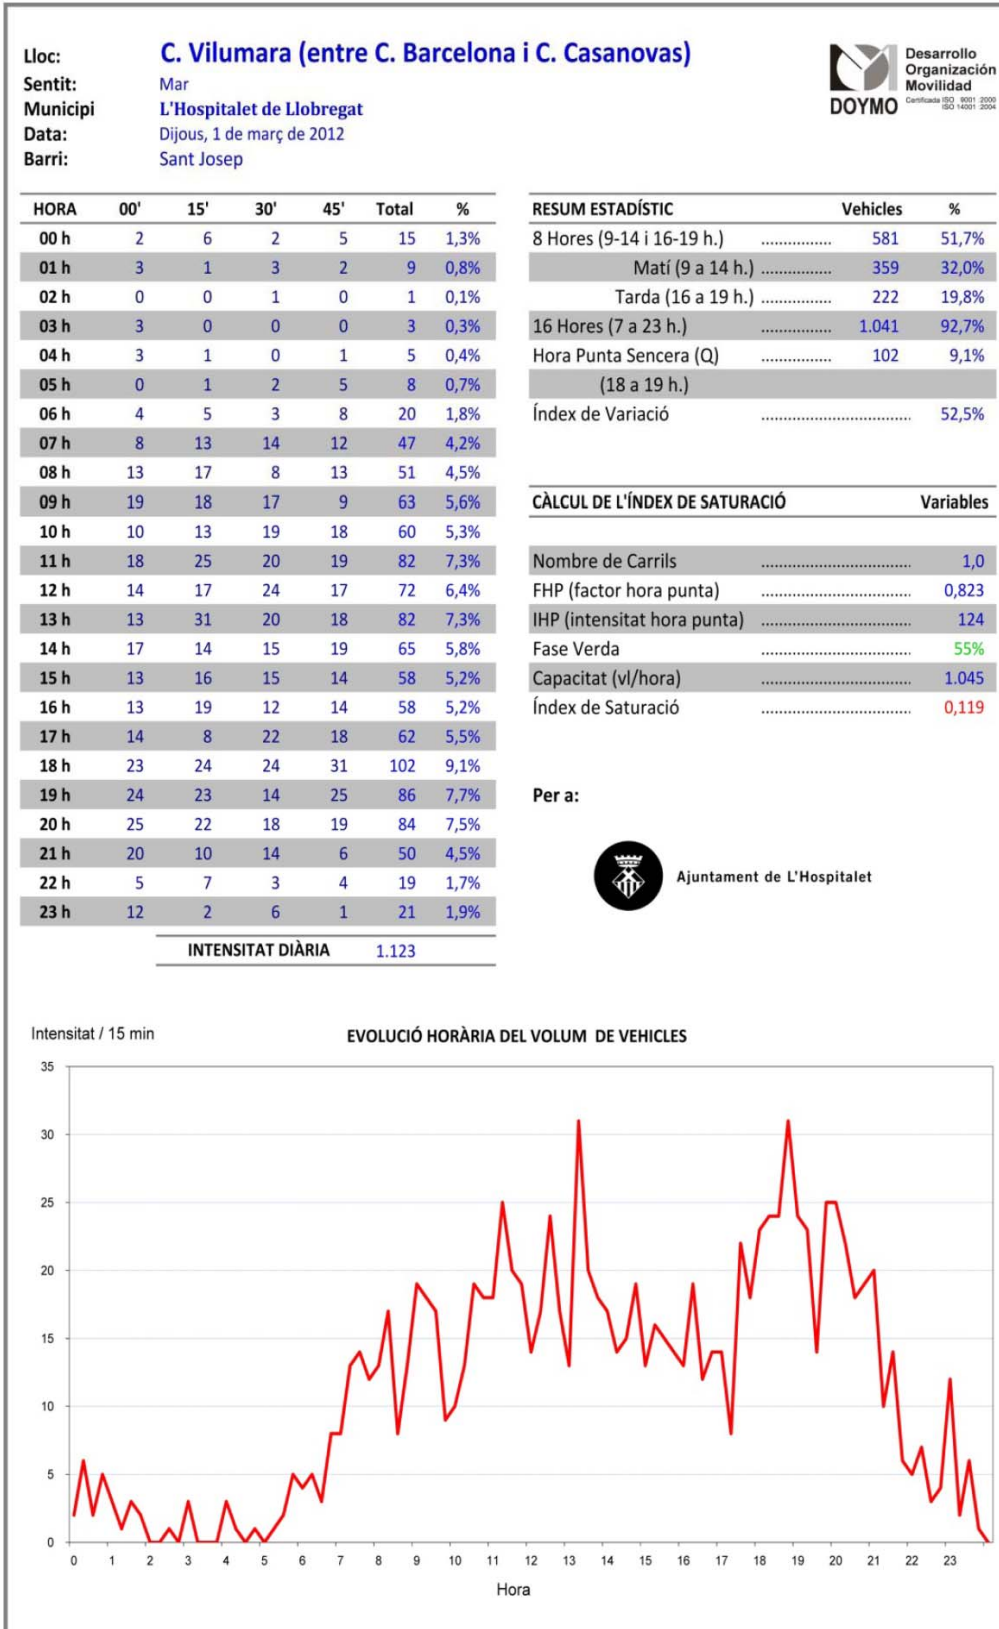 Lloc: C. Vilumara (entre C. Barcelona i C. Casanovas)
Sentit: Mar
Municipi L'Hospitalet de Llobregat
Data: Dijous, 1 de març de 2012
Barri: Sant Josep
DOYMO
Desarrollo
Organización
Movilidad
Certificada ISO 9001:2000
ISO 14001:2004
HORA 00' 15' 30' 45' Total %
00 h 2 6 2 5 15 1,3%
01 h 3 1 3 2 9 0,8%
02 h 0 0 1 0 1 0,1%
03 h 3 0 0 0 3 0,3%
04 h 3 1 0 1 5 0,4%
05 h 0 1 2 5 8 0,7%
06 h 4 5 3 8 20 1,8%
07 h 8 13 14 12 47 4,2%
08 h 13 17 8 13 51 4,5%
09 h 19 18 17 9 63 5,6%
10 h 10 13 19 18 60 5,3%
11 h 18 25 20 19 82 7,3%
12 h 14 17 24 17 72 6,4%
13 h 13 31 20 18 82 7,3%
14 h 17 14 15 19 65 5,8%
15 h 13 16 15 14 58 5,2%
16 h 13 19 12 14 58 5,2%
17 h 14 8 22 18 62 5,5%
18 h 23 24 24 31 102 9,1%
19 h 24 23 14 25 86 7,7%
20 h 25 22 18 19 84 7,5%
21 h 20 10 14 6 50 4,5%
22 h 5 7 3 4 19 1,7%
23 h 12 2 6 1 21 1,9%
INTENSITAT DIÀRIA 1.123
RESUM ESTADÍSTIC Vehicles %
8 Hores (9-14 i 16-19 h.) ................ 581 51,7%
Matí (9 a 14 h.) ................ 359 32,0%
Tarda (16 a 19 h.) ................ 222 19,8%
16 Hores (7 a 23 h.) ................ 1.041 92,7%
Hora Punta Sencera (Q) ................ 102 9,1%
(18 a 19 h.)
Índex de Variació ................................. 52,5%
CÀLCUL DE L'ÍNDEX DE SATURACIÓ Variables
Nombre de Carrils ................................. 1,0
FHP (factor hora punta) ................................. 0,823
IHP (intensitat hora punta) ................................. 124
Fase Verda ................................. 55%
Capacitat (vl/hora) ................................. 1.045
Índex de Saturació ................................. 0,119
Per a:
Ajuntament de L'Hospitalet
Intensitat / 15 min
EVOLUCIÓ HORÀRIA DEL VOLUM DE VEHICLES
35
30
25
20
15
10
5
0
0 1 2 3 4 5 6 7 8 9 10 11 12 13 14 15 16 17 18 19 20 21 22 23
Hora